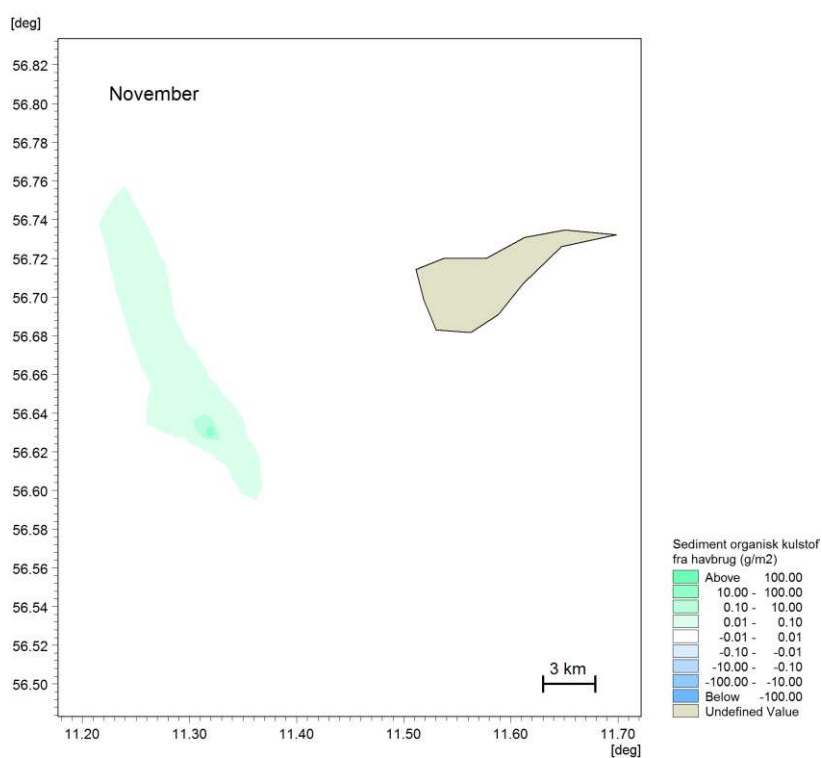 [deg]
56.82
56.80
November
56.78
56.76
56.74
56.72
56.70
56.68
56.66
56.64
56.62
56.60
56.58
56.56
56.54
56.52
56.50
3 km
11.20 11.30 11.40 11.50 11.60 11.70
[deg]
Sediment organisk kulstof
fra havbrug (g/m2)
Above 100.00
10.00 - 100.00
0.10 - 10.00
0.01 - 0.10
-0.01 - 0.01
-0.10 - -0.01
-10.00 - -0.10
-100.00 - -10.00
Below -100.00
Undefined Value